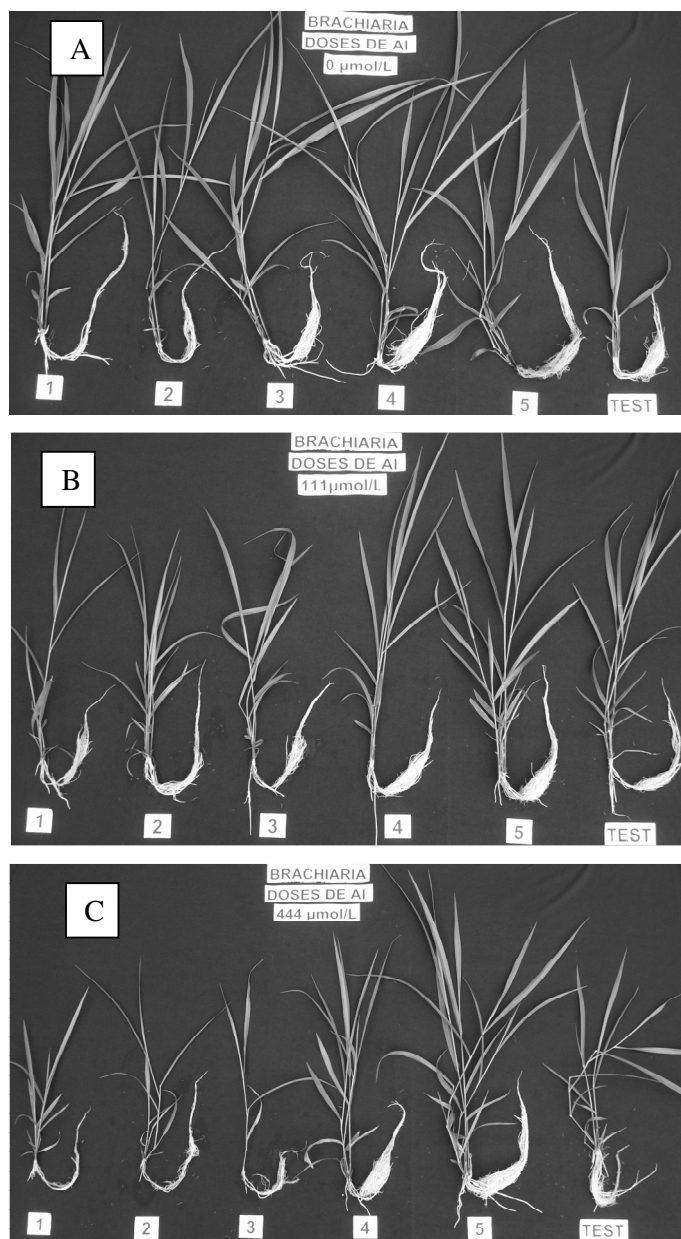 A
BRACHIARIA
DOSES DE Al
0 µmol/L
1
2
3
4
5
TEST
B
BRACHIARIA
DOSES DE Al
111µmol/L
1
2
3
4
5
TEST
C
BRACHIARIA
DOSES DE Al
444 µmol/L
1
2
3
4
5
TEST